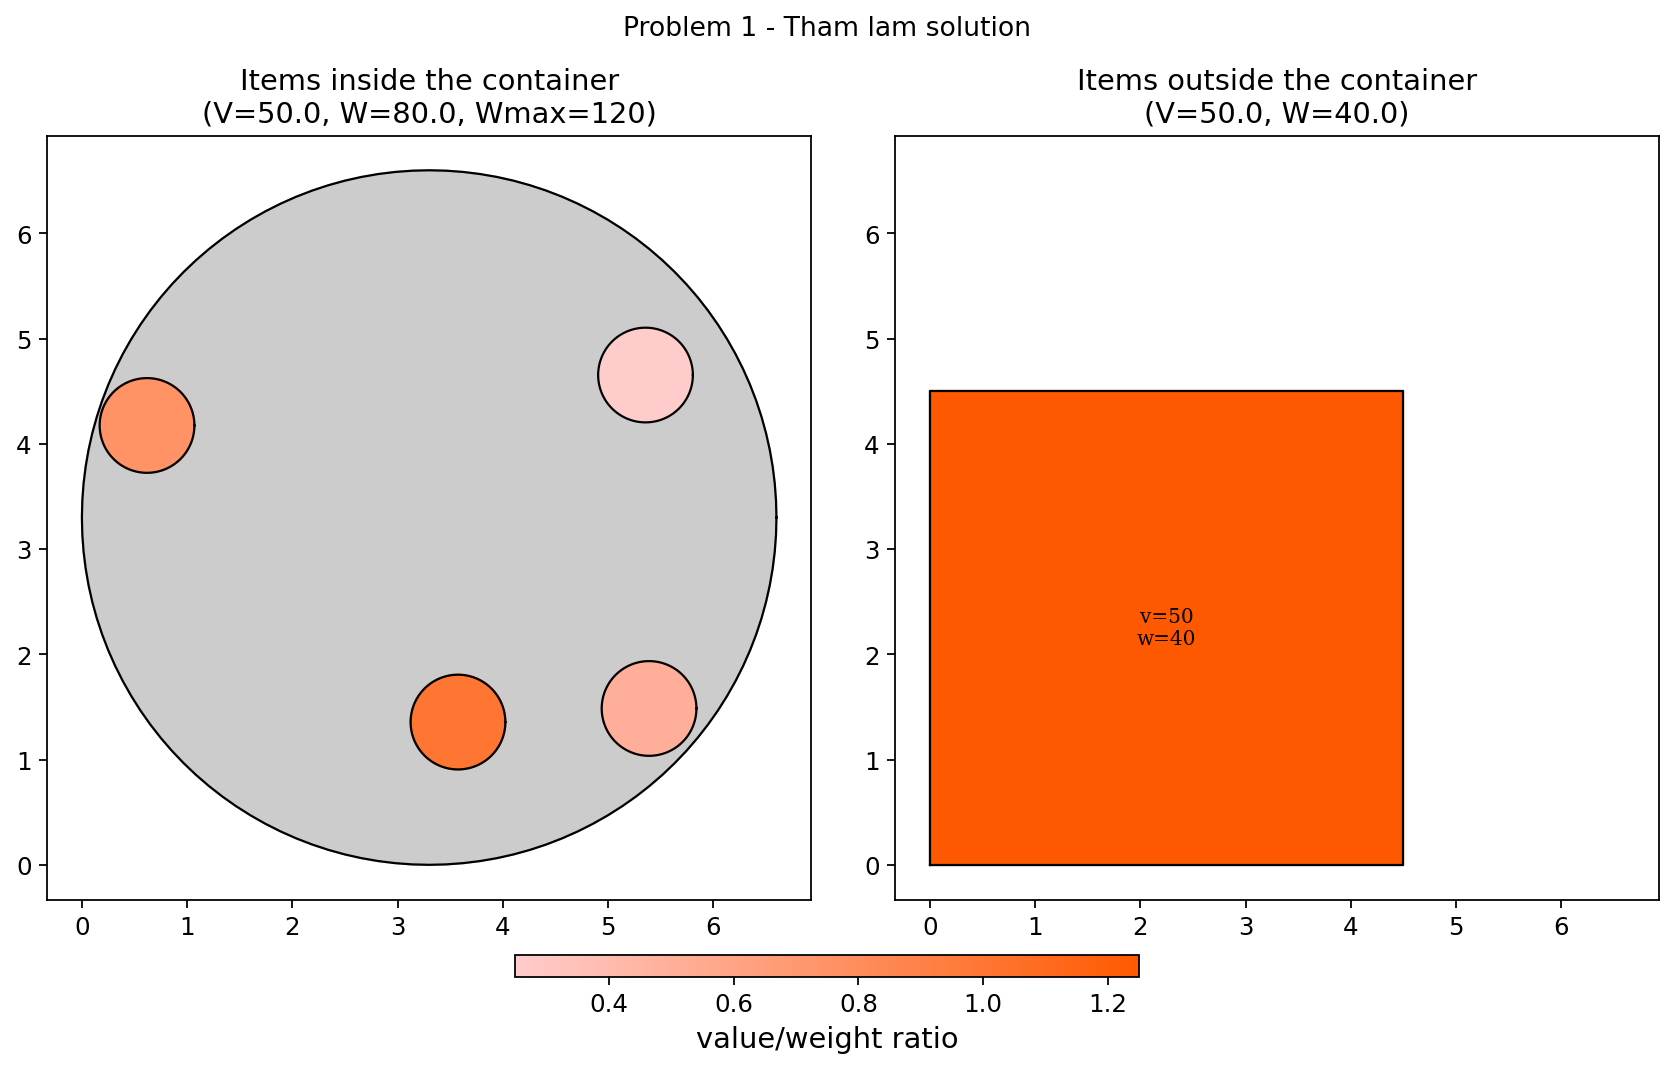 Problem 1 - Tham lam solution
Items inside the container
(V=50.0, W=80.0, Wmax=120)
6
5
4
3
2
1
0
0 1 2 3 4 5 6
Items outside the container
(V=50.0, W=40.0)
6
5
4
3
2
1
0
v=50
w=40
0 1 2 3 4 5 6
0.4 0.6 0.8 1.0 1.2
value/weight ratio